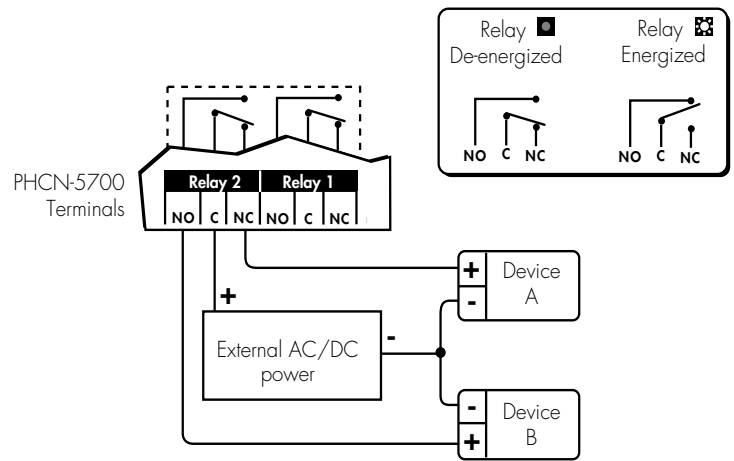 Relay
De-energized
Relay
Energized
NO C NC
NO C NC
PHCN-5700
Terminals
Relay 2 Relay 1
NO C NC NO C NC
+
External AC/DC
power
-
+
-
Device
A
-
+
Device
B